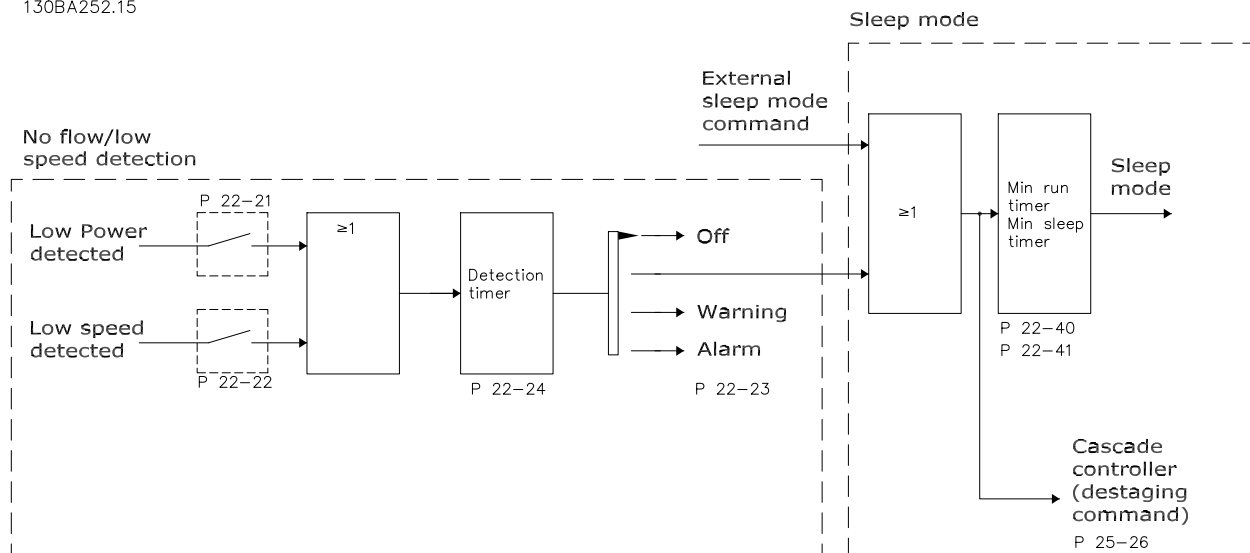 130BA252.15
Sleep mode
External
sleep mode
command
No flow/low
speed detection
P 22-21
Low Power
detected
≥1
Detection
timer
Off
≥1
Min run
timer
Min sleep
timer
Sleep
mode
Low speed
detected
Warning
Alarm
P 22-22
P 22-24
P 22-23
P 22-40
P 22-41
Cascade
controller
(destaging
command)
P 25-26